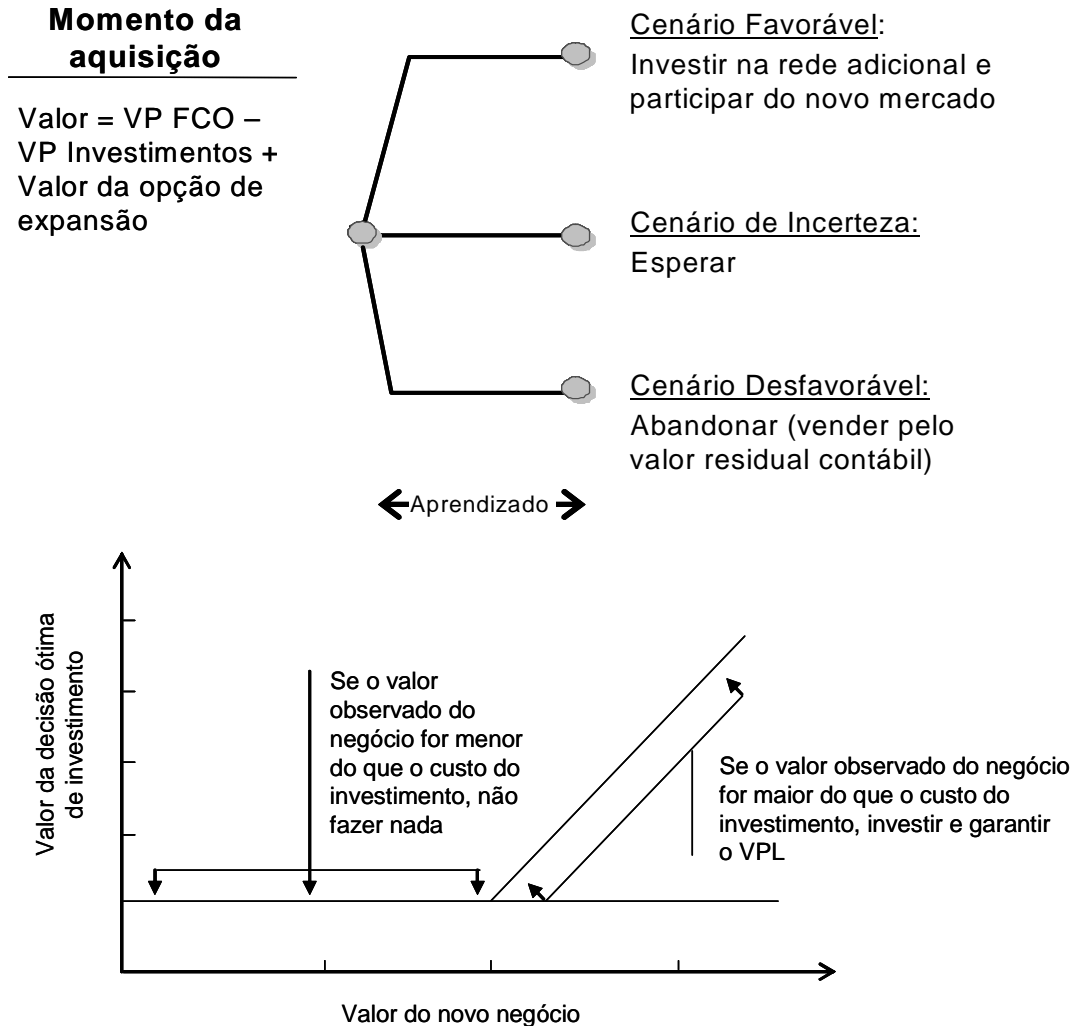 Momento da
aquisição
Valor = VP FCO –
VP Investimentos +
Valor da opção de
expansão
Cenário Favorável:
Investir na rede adicional e
participar do novo mercado
Cenário de Incerteza:
Esperar
Cenário Desfavorável:
Abandonar (vender pelo
valor residual contábil)
Aprendizado
Valor da decisão ótima
de investimento
Se o valor
observado do
negócio for menor
do que o custo do
investimento, não
fazer nada
Se o valor observado do negócio
for maior do que o custo do
investimento, investir e garantir
o VPL
Valor do novo negócio